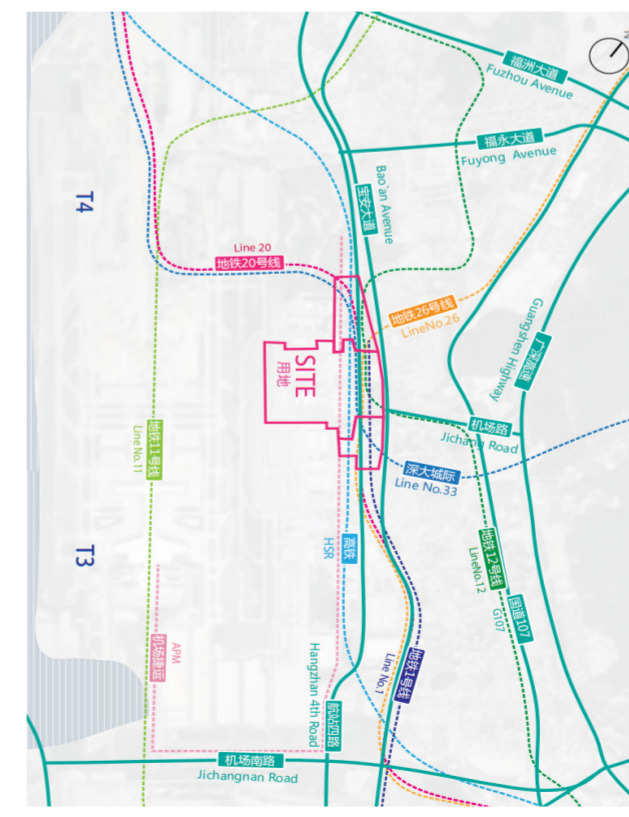 福洲大道
Fuzhou Avenue
福永大道
Fuyong Avenue
Bao'an Avenue
宝安大道
T4
Line 20
地铁20号线
地铁26号线
LineNo.26
Guangshen Highway
广深高速
SITE
用地
机场路
Jichang Road
地铁11号线
Line No.11
深大城际
Line No.33
高铁
HSR
地铁12号线
LineNo.12
T3
国道107
G107
APM
机场捷运
Hangzhan 4th Road
航站四路
地铁1号线
Line No.1
机场南路
Jichangnan Road